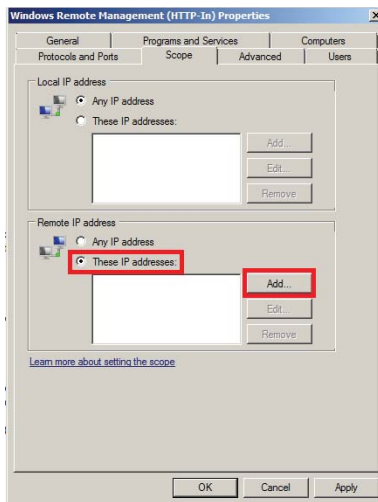 Windows Remote Management (HTTP-In) Properties
General
Programs and Services
Computers
Protocols and Ports
Scope
Advanced
Users
Local IP address
Any IP address
These IP addresses:
Add...
Edit...
Remove
Remote IP address
Any IP address
These IP addresses:
Add...
Edit...
Remove
Learn more about setting the scope
OK
Cancel
Apply